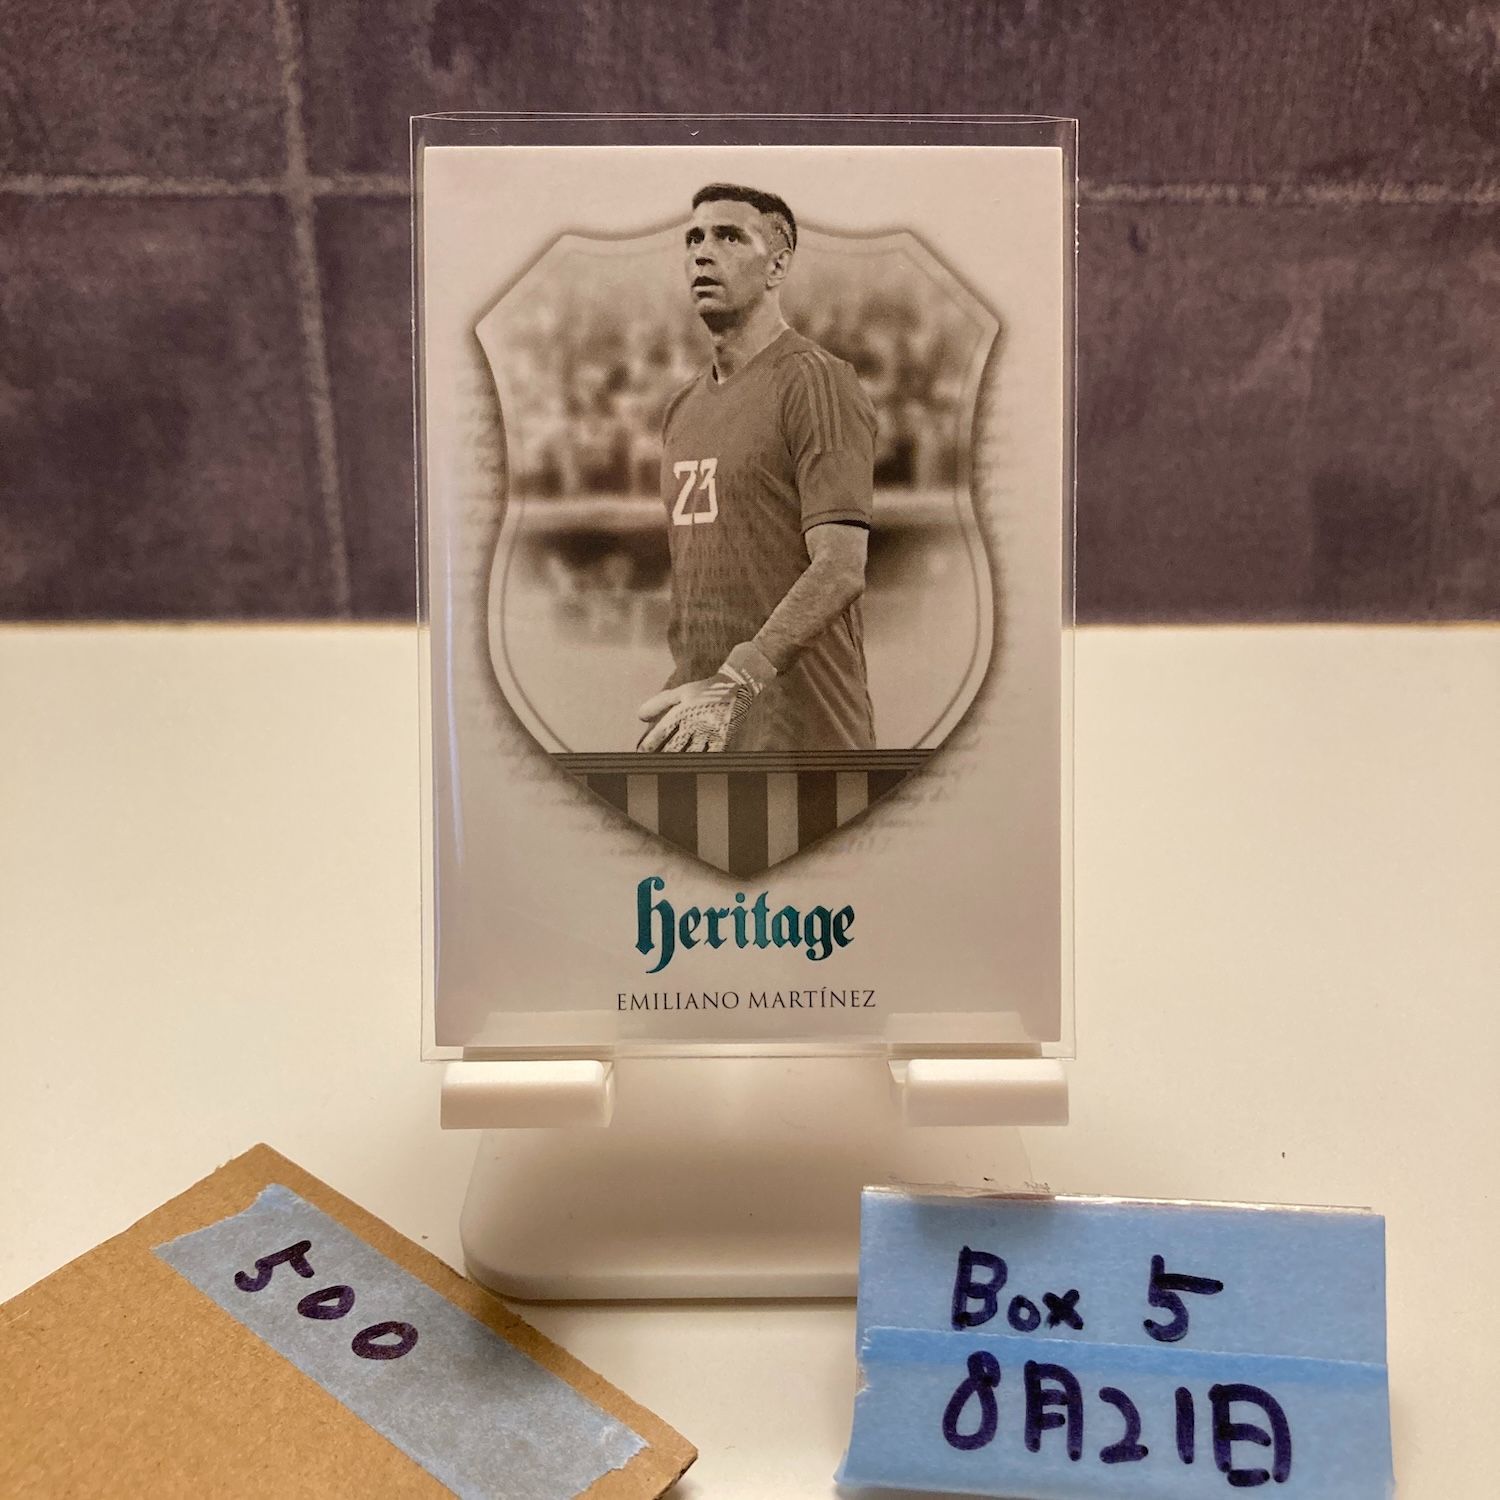 23
heritage
EMILIANO MARTÍNEZ
500
Box 5
8月21日